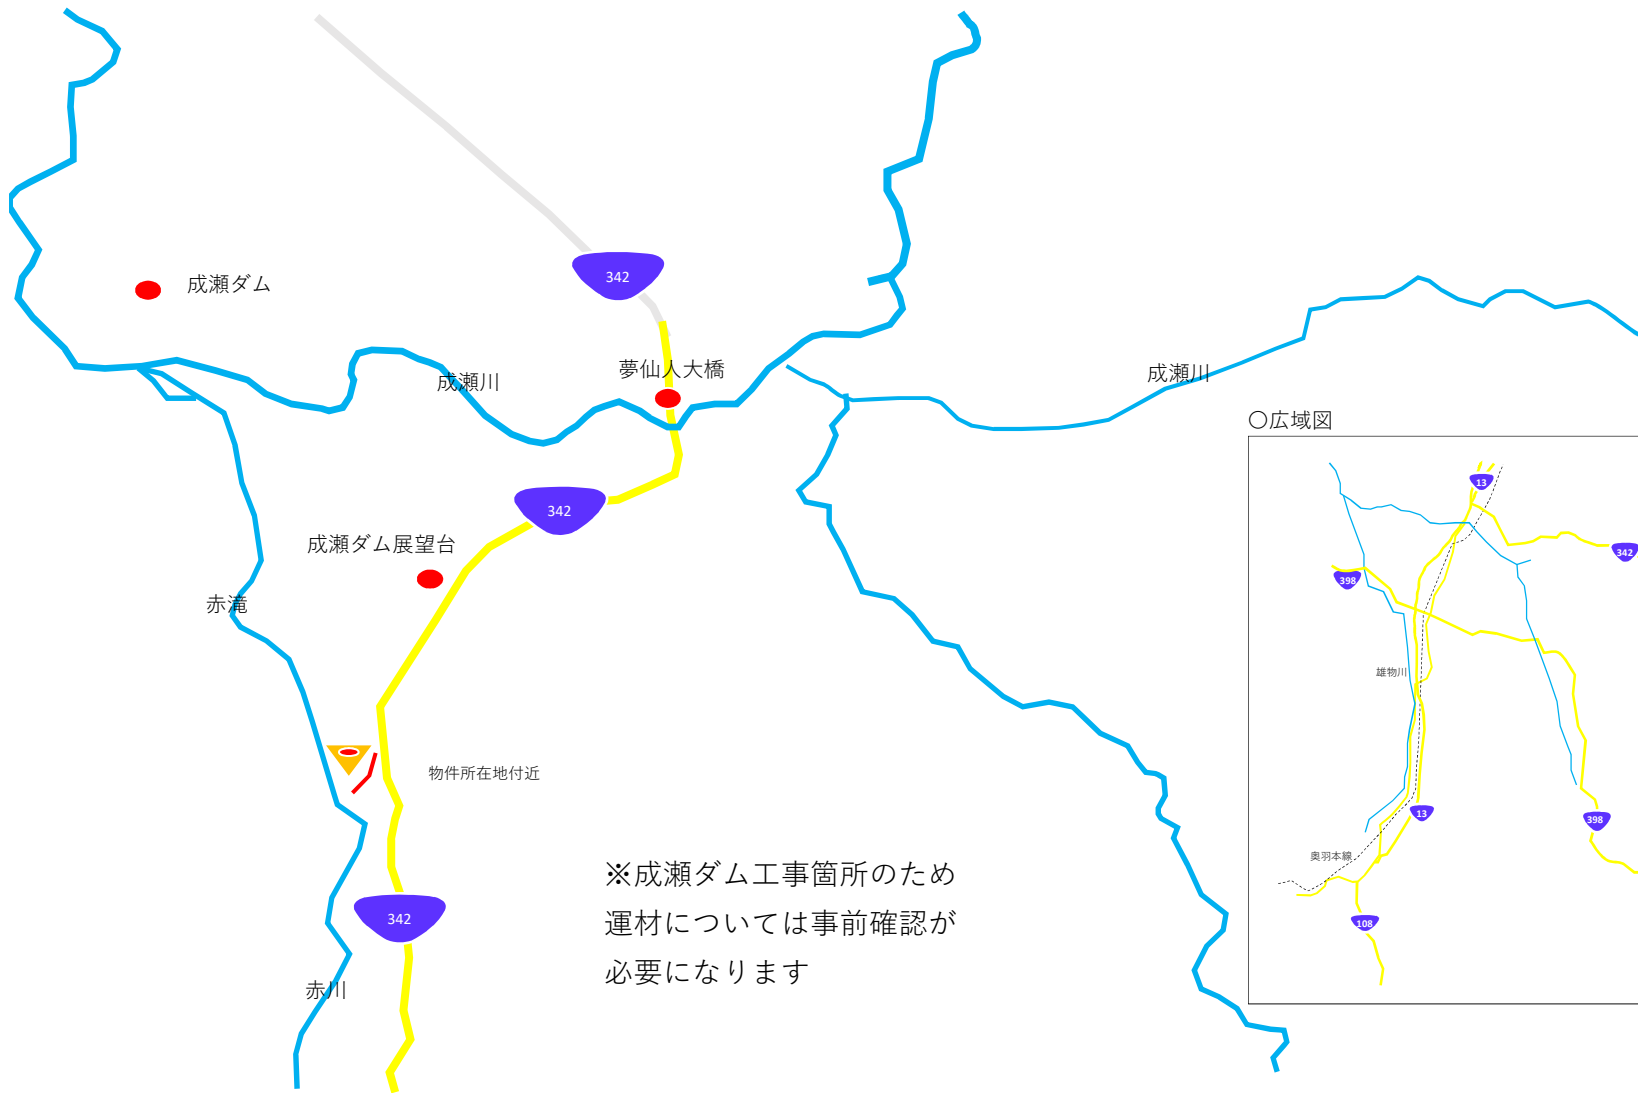 342
成瀬ダム
夢仙人大橋
成瀬川
成瀬川
342
成瀬ダム展望台
赤滝
物件所在地付近
342
赤川
※成瀬ダム工事箇所のため
運材については事前確認が
必要になります
〇広域図
13
342
398
雄物川
13
398
奥羽本線
108